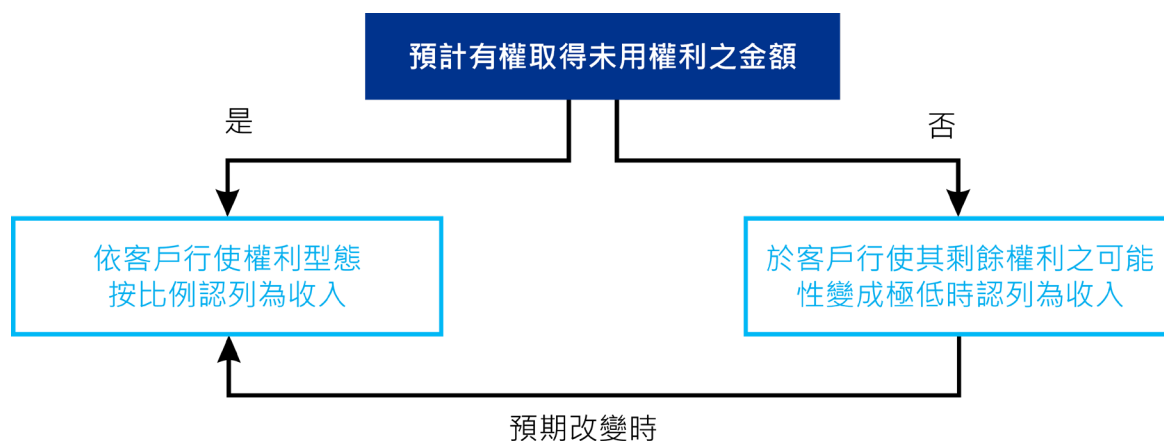 預計有權取得未用權利之金額
是
否
依客戶行使權利型態
按比例認列為收入
於客戶行使其剩餘權利之可能
性變成極低時認列為收入
預期改變時